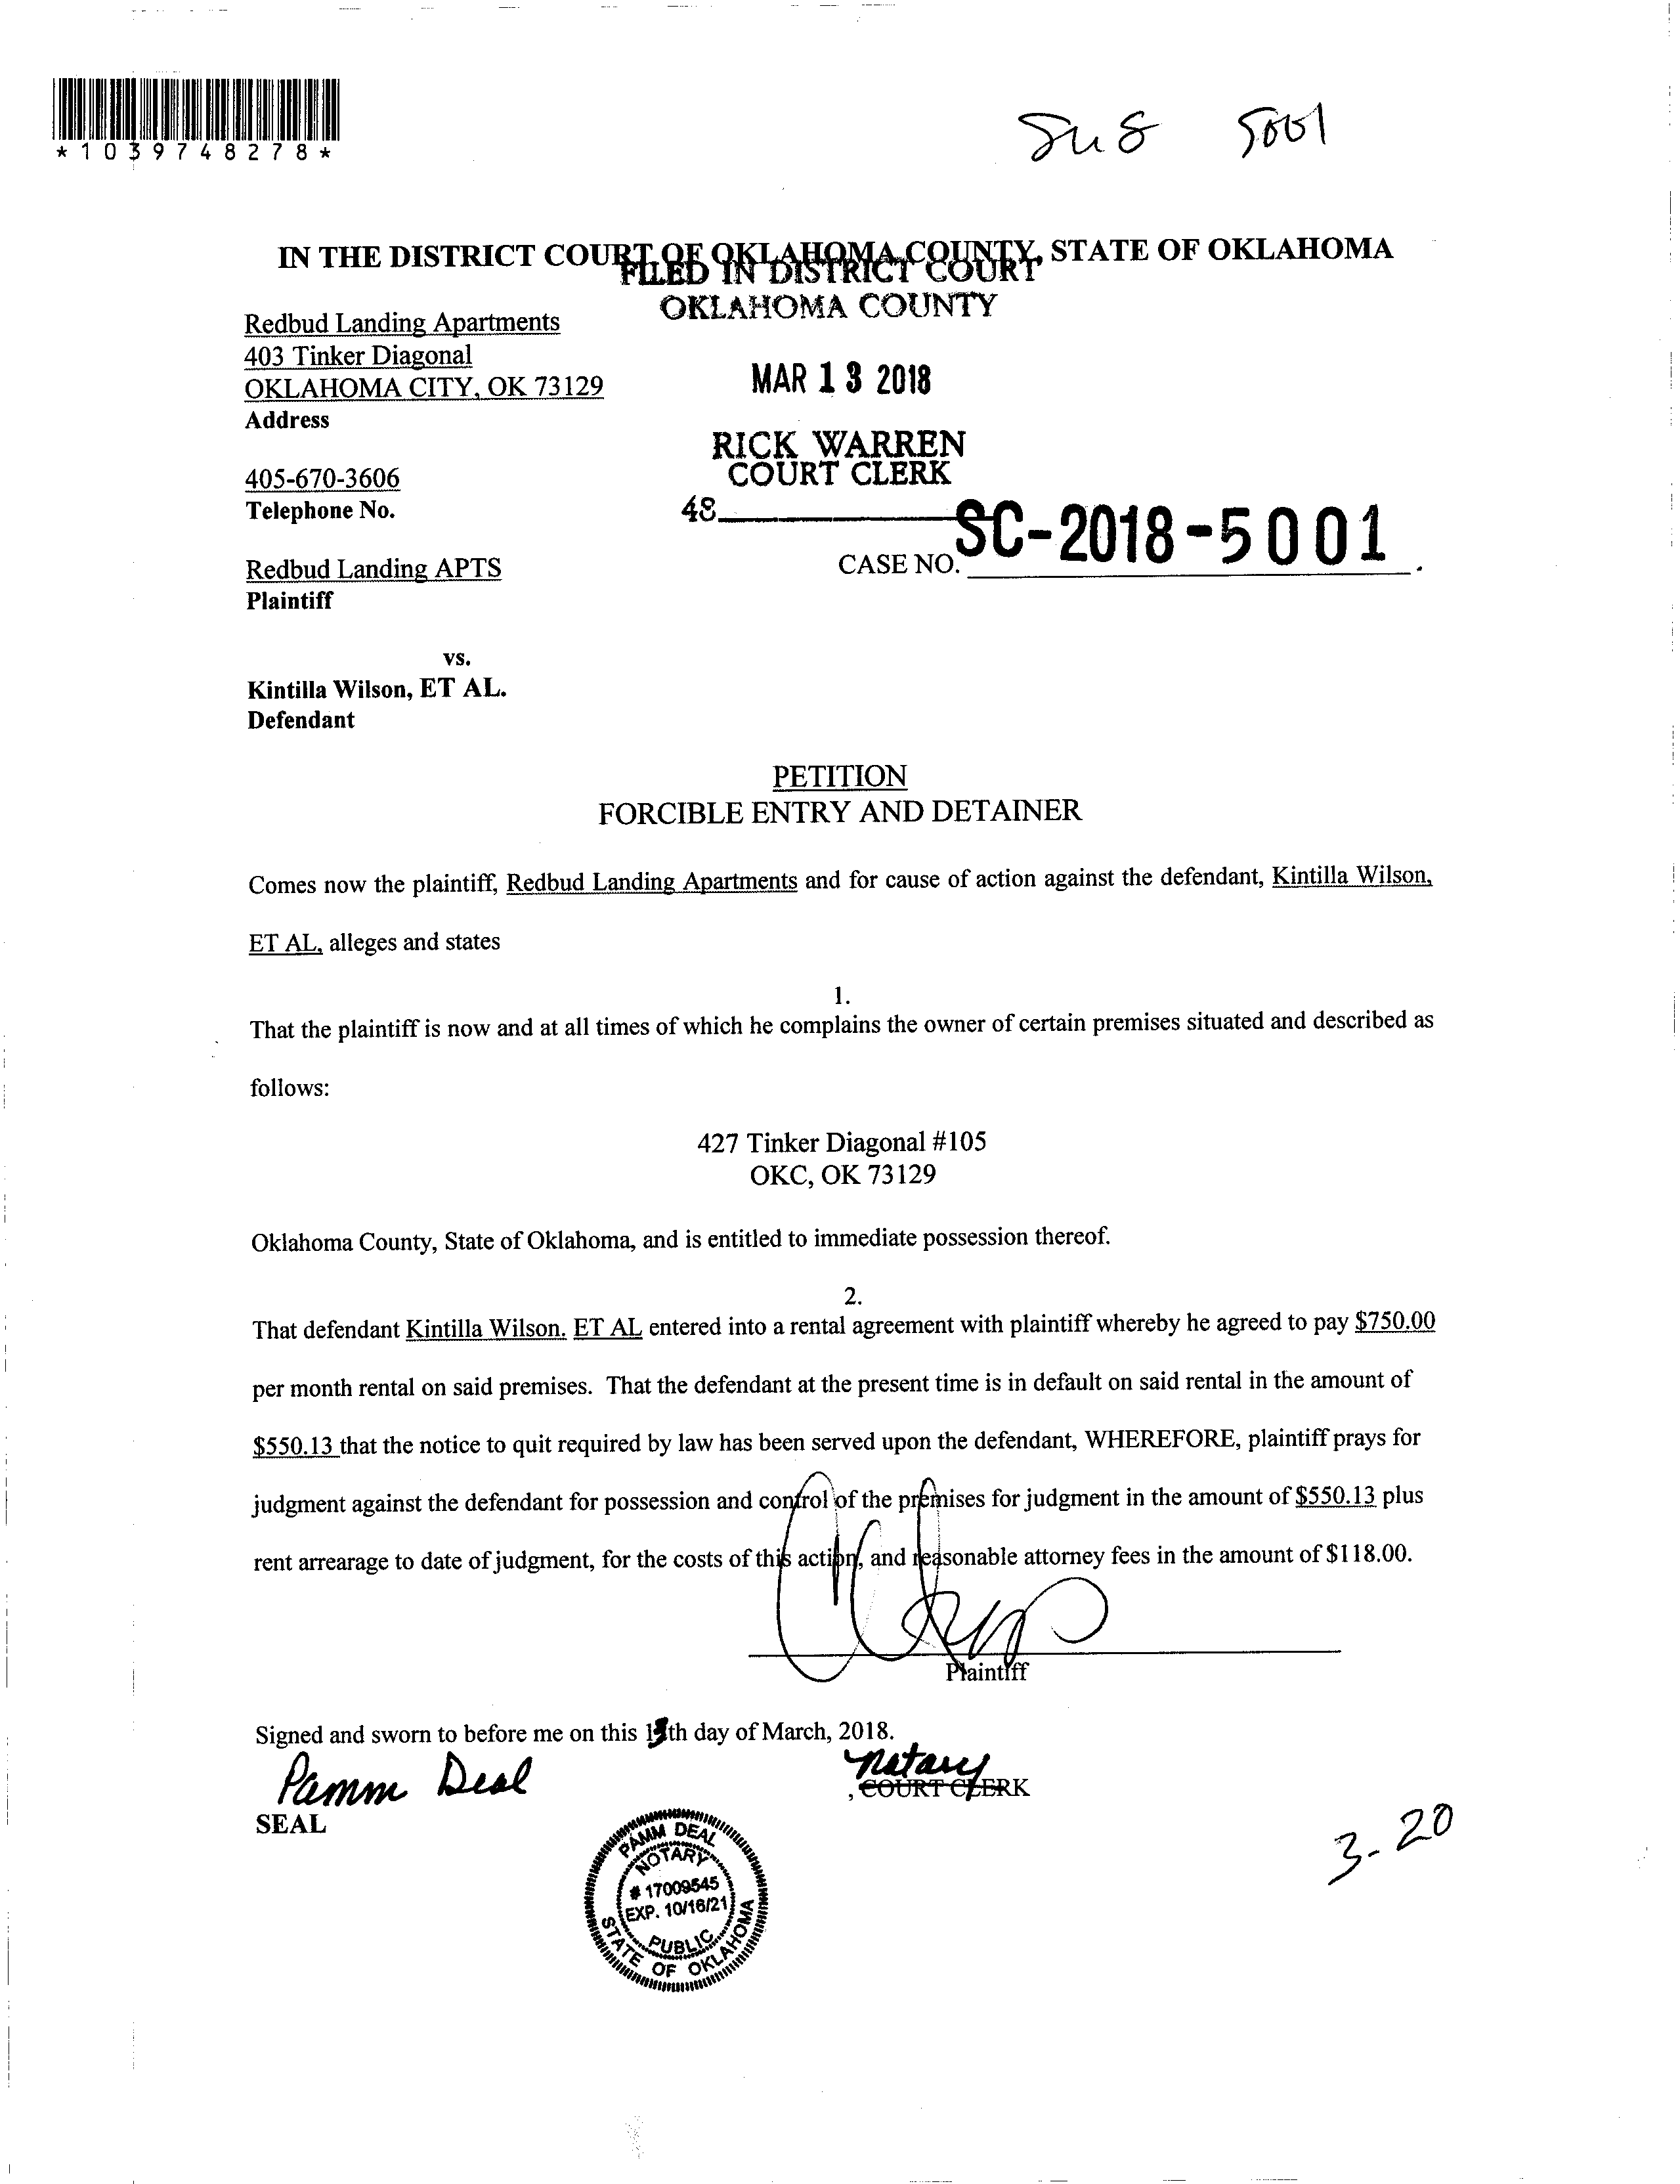 *1039748278*
5001
IN THE DISTRICT COURT OF OKLAHOMA COUNTY, STATE OF OKLAHOMA
FILED IN DISTRICT COURT
OKLAHOMA COUNTY
Redbud Landing Apartments
403 Tinker Diagonal
OKLAHOMA CITY, OK 73129
Address
MAR 13 2018
RICK WARREN
COURT CLERK
405-670-3606
Telephone No.
48
CASE NO. SC-2018-5001.
Redbud Landing APTS
Plaintiff
vs.
Kintilla Wilson, ET AL.
Defendant
PETITION
FORCIBLE ENTRY AND DETAINER
Comes now the plaintiff, Redbud Landing Apartments and for cause of action against the defendant, Kintilla Wilson,
ET AL, alleges and states
1.
That the plaintiff is now and at all times of which he complains the owner of certain premises situated and described as
follows:
427 Tinker Diagonal #105
OKC, OK 73129
Oklahoma County, State of Oklahoma, and is entitled to immediate possession thereof.
2.
That defendant Kintilla Wilson. ET AL entered into a rental agreement with plaintiff whereby he agreed to pay $750.00
per month rental on said premises. That the defendant at the present time is in default on said rental in the amount of
$550.13 that the notice to quit required by law has been served upon the defendant, WHEREFORE, plaintiff prays for
judgment against the defendant for possession and control of the premises for judgment in the amount of $550.13 plus
rent arrearage to date of judgment, for the costs of this action, and reasonable attorney fees in the amount of $118.00.
Plaintiff
Signed and sworn to before me on this 13th day of March, 2018.
Pamm Deal
notary
, COURT CLERK
SEAL
PAMM DEAL
NOTARY
# 17009545
EXP. 10/16/21
PUBLIC
STATE OF OKLAHOMA
3-20